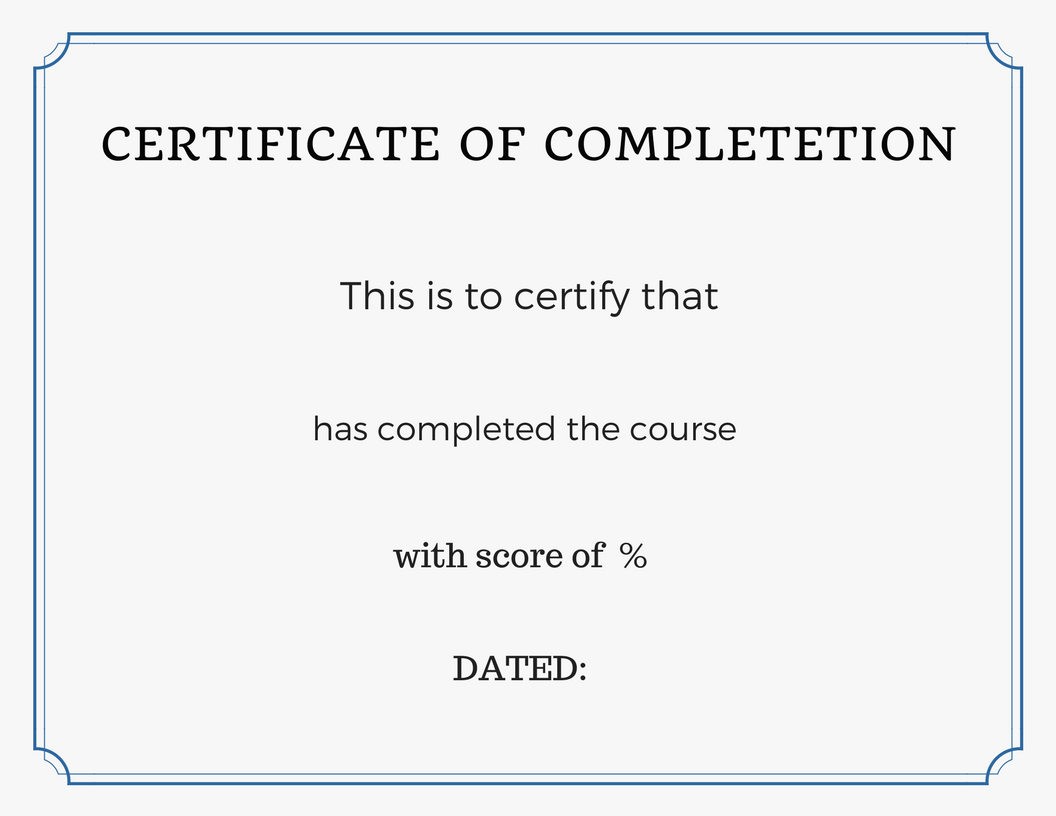 CERTIFICATE OF COMPLETETION
This is to certify that
has completed the course
with score of %
DATED: